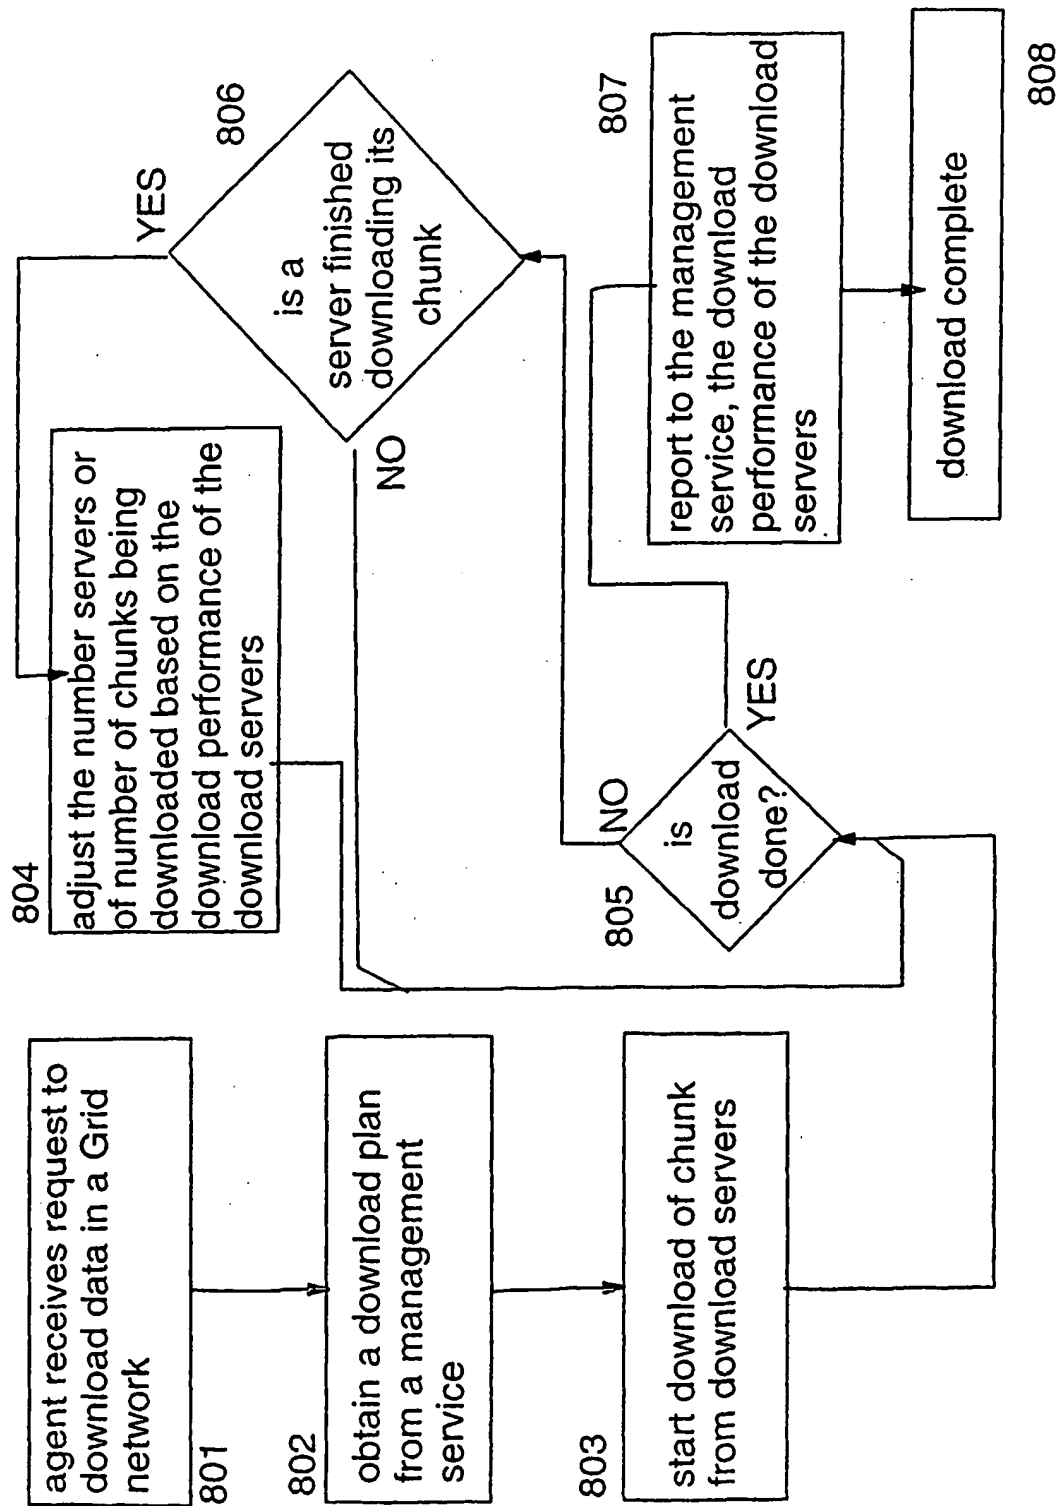 agent receives request to
download data in a Grid
network
801
802
obtain a download plan
from a management
service
803
start download of chunk
from download servers
804
adjust the number servers or
of number of chunks being
downloaded based on the
download performance of the
download servers
805
is
download
done?
NO
YES
806
is a
server finished
downloading its
chunk
YES
NO
807
report to the management
service, the download
performance of the download
servers
download complete
808